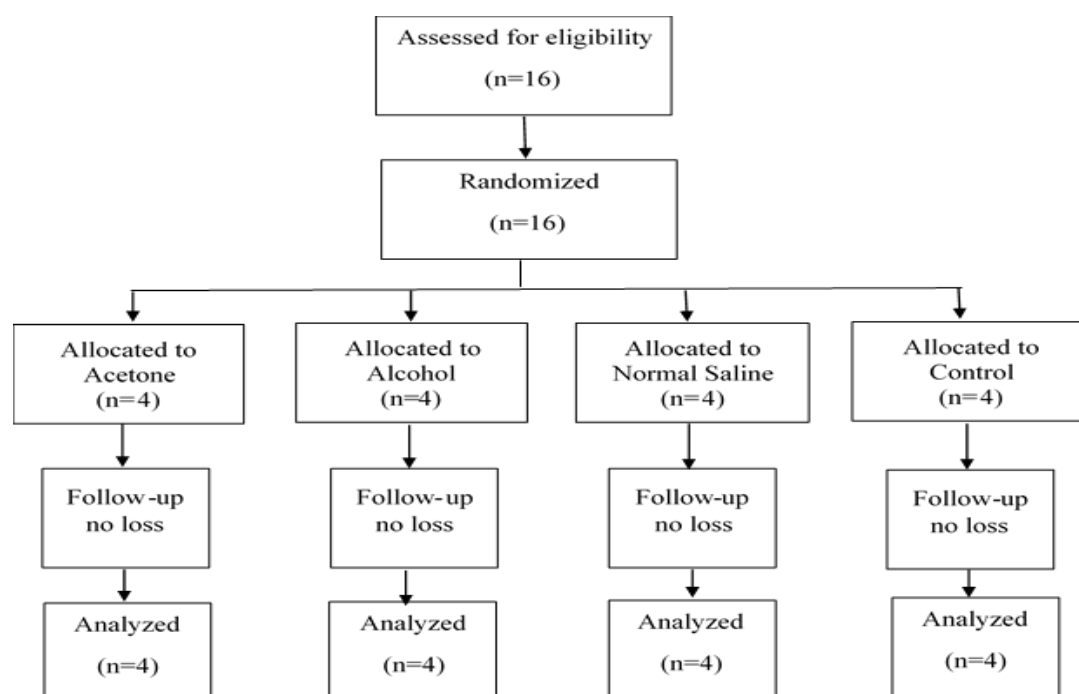 Assessed for eligibility
(n=16)
Randomized
(n=16)
Allocated to
Acetone
(n=4)
Allocated to
Alcohol
(n=4)
Allocated to
Normal Saline
(n=4)
Allocated to
Control
(n=4)
Follow-up
no loss
Follow-up
no loss
Follow-up
no loss
Follow-up
no loss
Analyzed
(n=4)
Analyzed
(n=4)
Analyzed
(n=4)
Analyzed
(n=4)